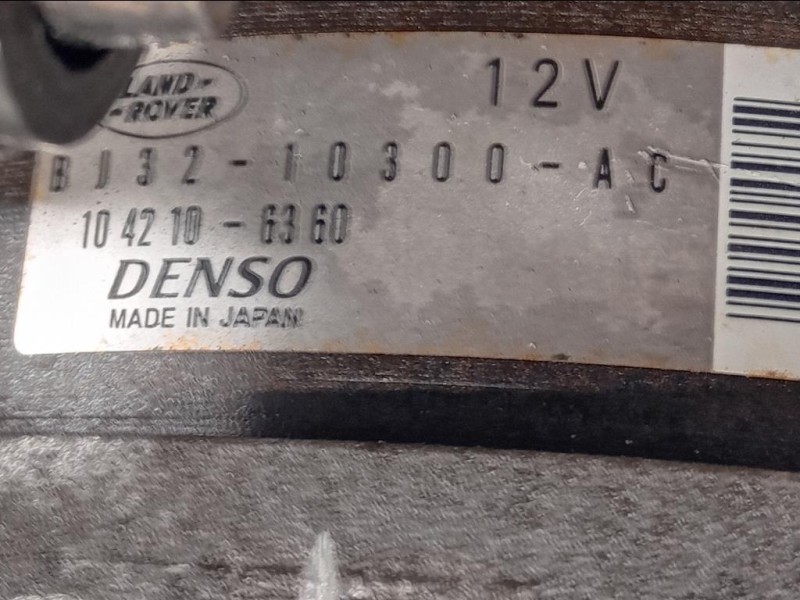 LAND-
-ROVER
12V
BJ32-10300-AC
104210-6360
DENSO
MADE IN JAPAN